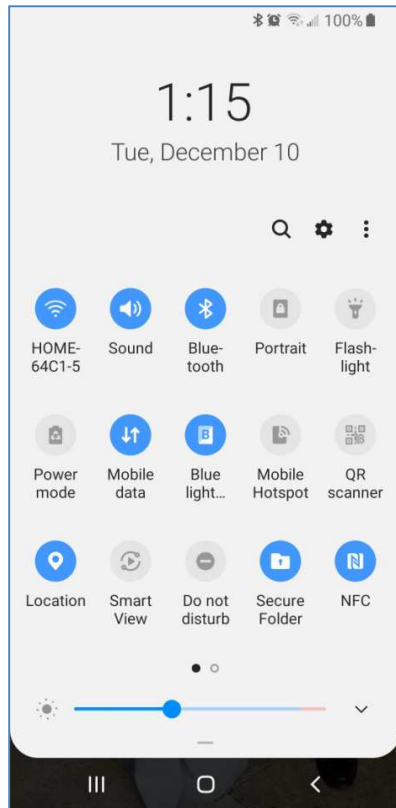 100%
1:15
Tue, December 10
HOME- Sound Blue- Portrait Flash-
64C1-5 tooth light
Power Mobile Blue Mobile QR
mode data light... Hotspot scanner
Location Smart Do not Secure NFC
View disturb Folder